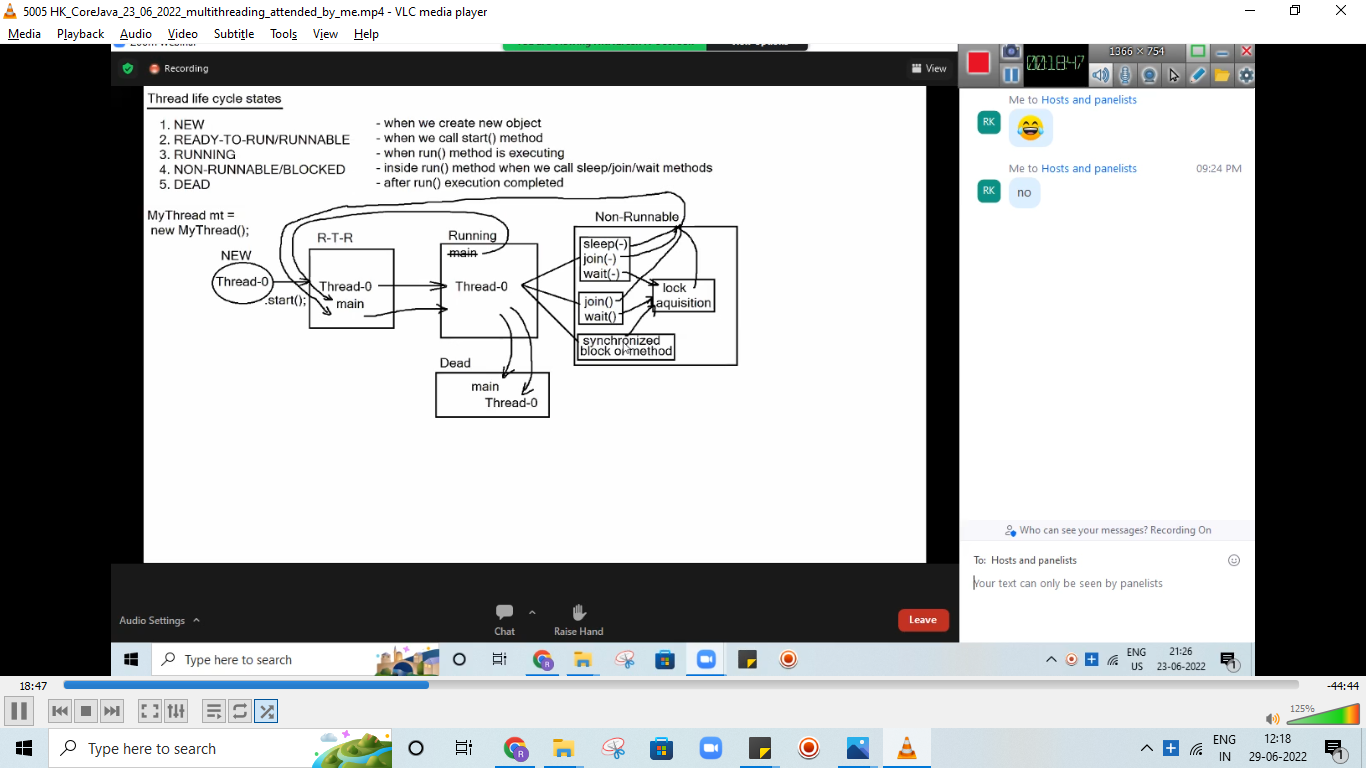 5005 HK_CoreJava_23_06_2022_multithreading_attended_by_me.mp4 - VLC media player
Media Playback Audio Video Subtitle Tools View Help
Recording
View
1366 × 754
00:18:47
Thread life cycle states
1. NEW - when we create new object
2. READY-TO-RUN/RUNNABLE - when we call start() method
3. RUNNING - when run() method is executing
4. NON-RUNNABLE/BLOCKED - inside run() method when we call sleep/join/wait methods
5. DEAD - after run() execution completed
MyThread mt =
new MyThread();
NEW
Thread-0
.start();
R-T-R
Thread-0
main
Running
main
Thread-0
Dead
main
Thread-0
Non-Runnable
sleep(-)
join(-)
wait(-)
join()
wait()
lock
aquisition
synchronized
block or method
Me to Hosts and panelists
RK
Me to Hosts and panelists 09:24 PM
RK
no
Who can see your messages? Recording On
To: Hosts and panelists
Your text can only be seen by panelists
Audio Settings
Chat
Raise Hand
Leave
Type here to search
ENG
US
21:26
23-06-2022
1
18:47
-44:44
125%
Type here to search
ENG
IN
12:18
29-06-2022
1